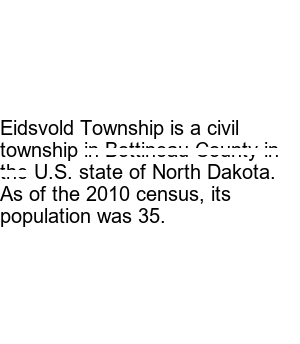 Eidsvold Township is a civil
township in Bottineau County in
the U.S. state of North Dakota.
As of the 2010 census, its
population was 35.